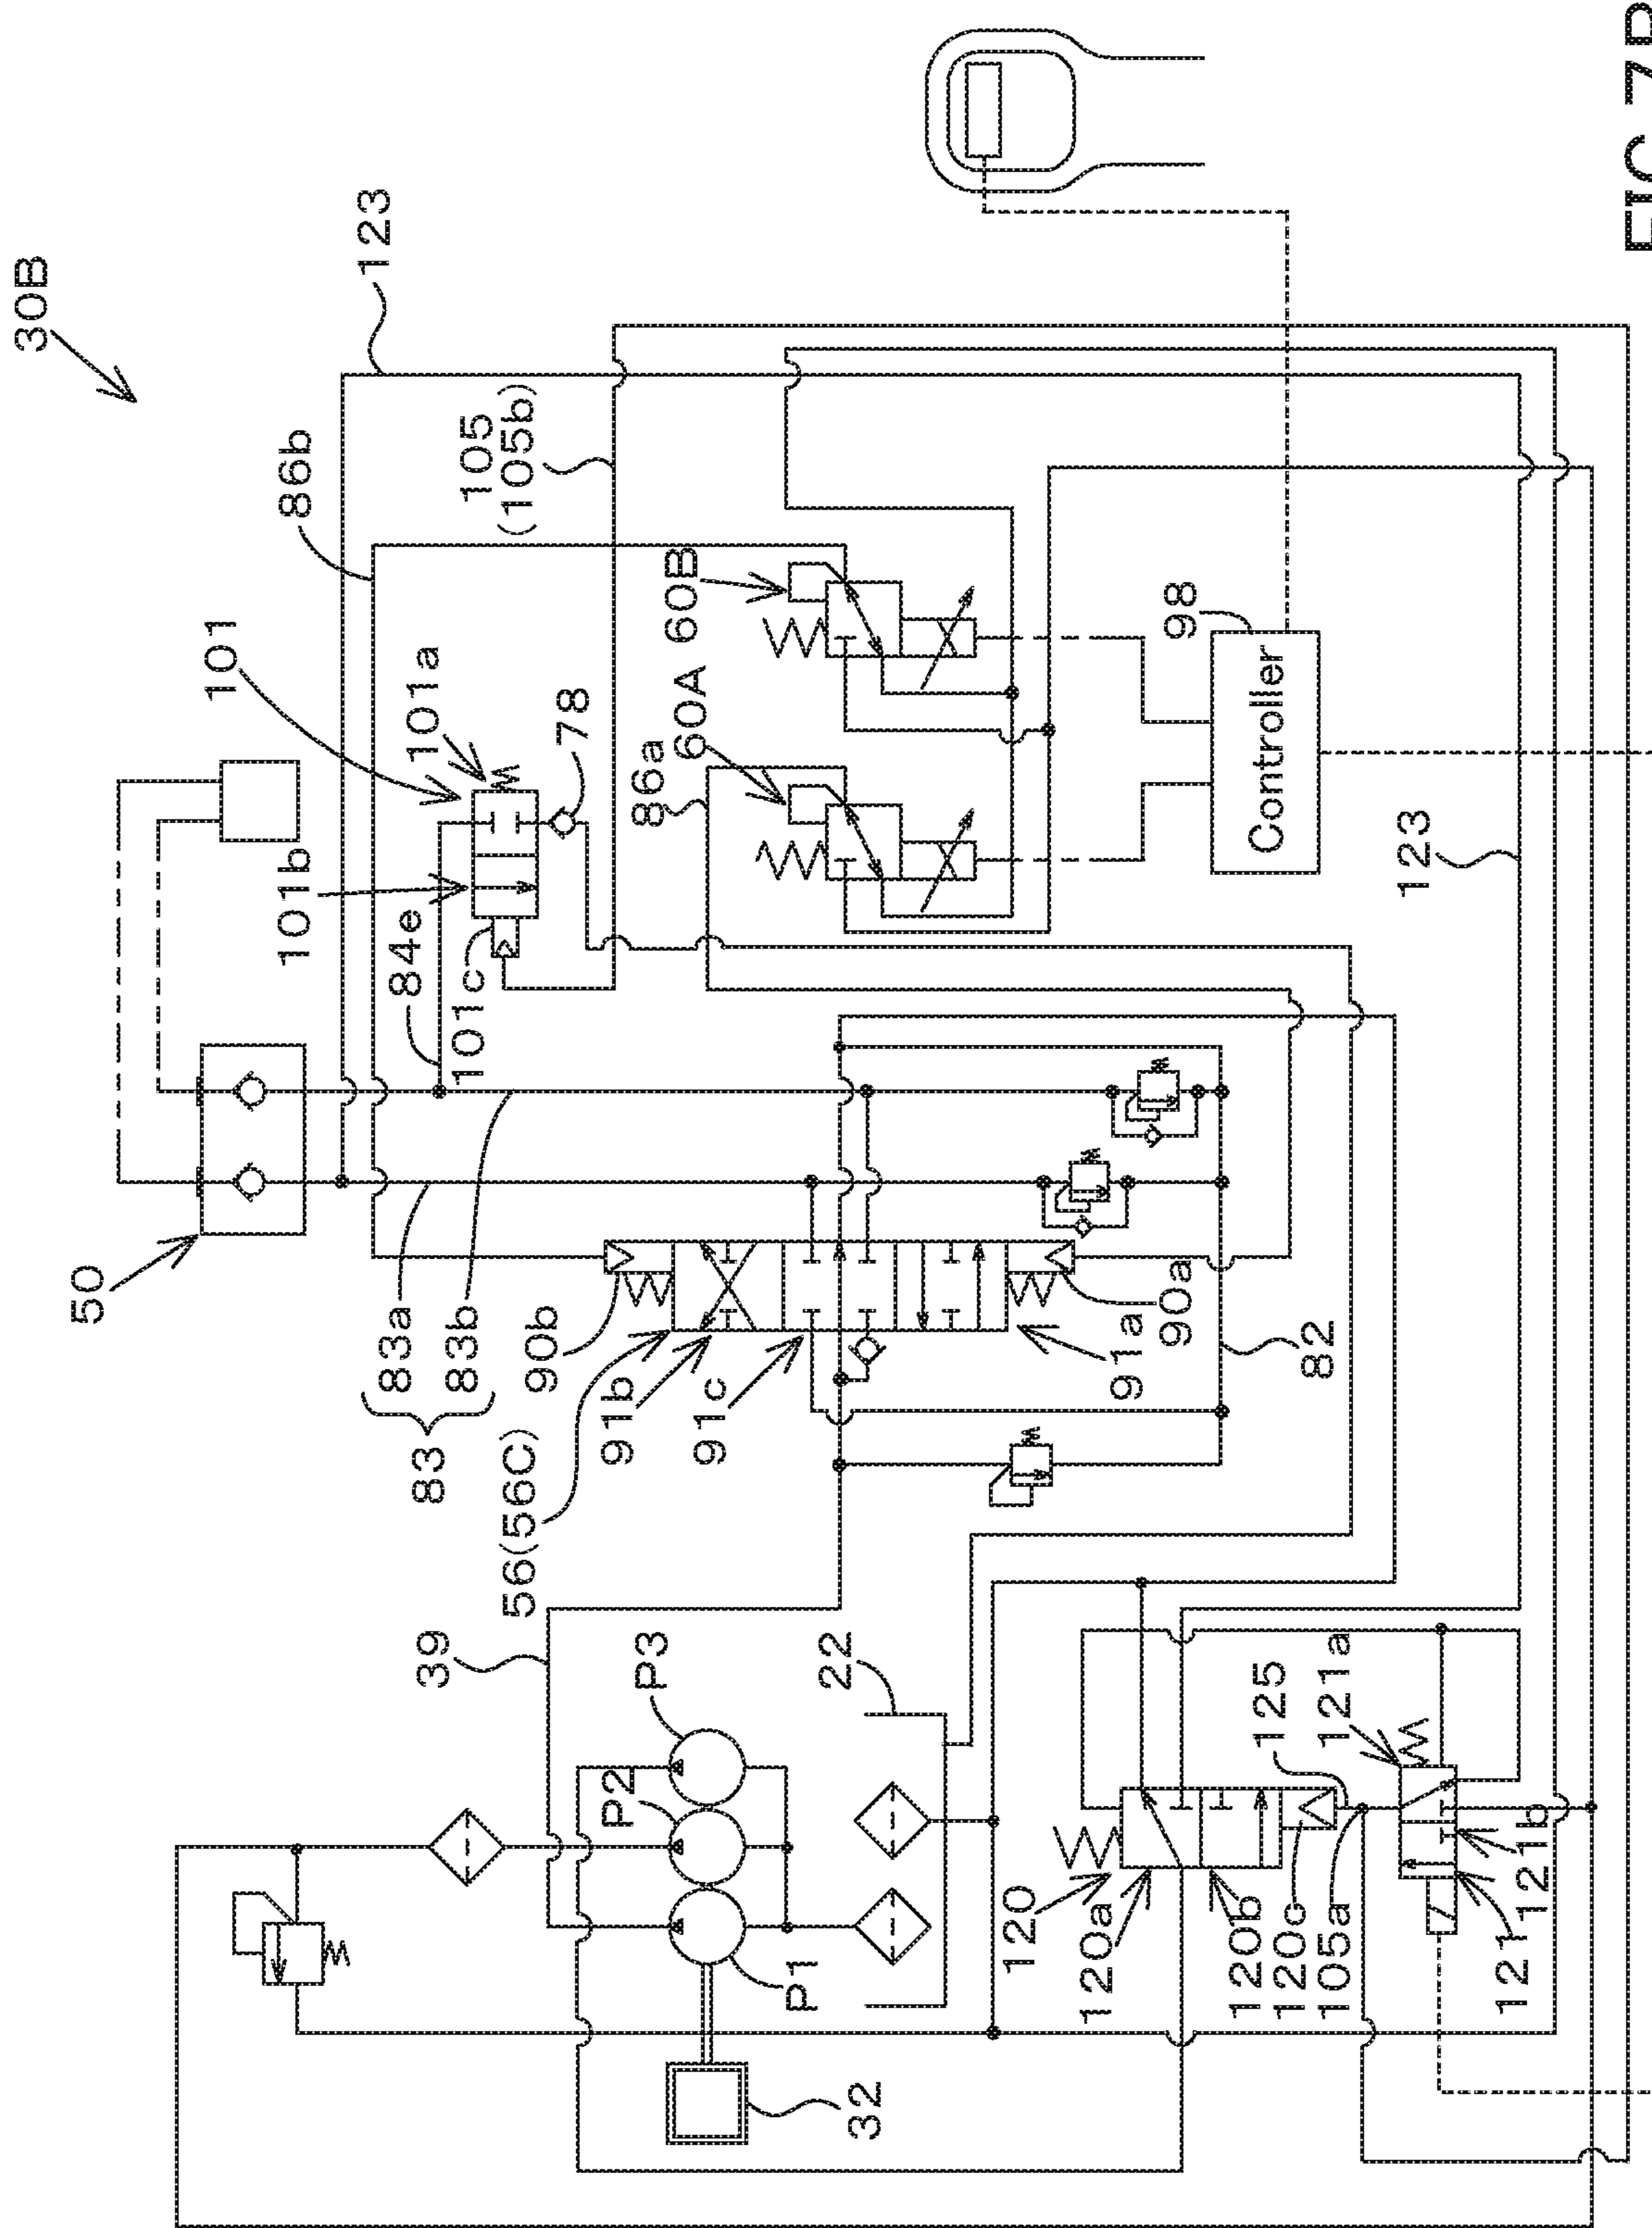 30B
123
86b
105
(105b)
101
101a
101b
84e
101c
78
86a
60A
60B
98
Controller
123
50
83a
83b
83
90b
91b
91c
56(56C)
91a
90a
82
39
P3
P2
P1
22
32
120
120a
120b
120c
105a
125
121a
121b
121